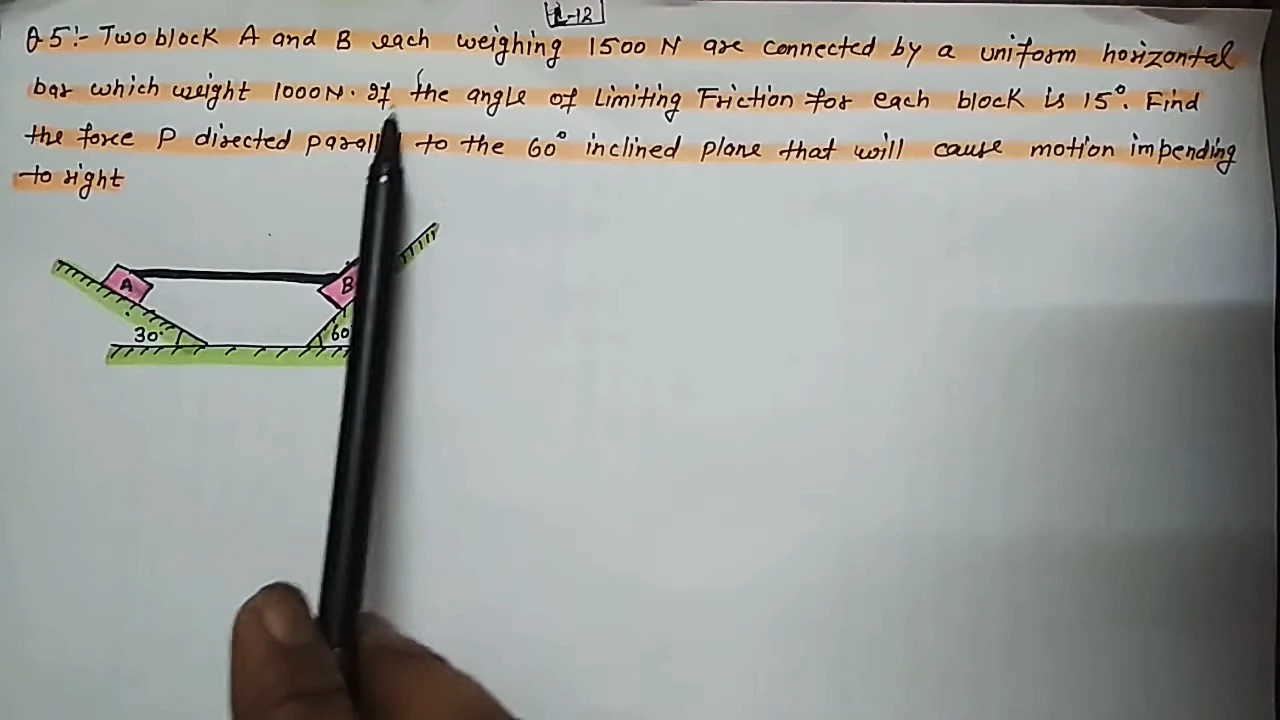 L-12
Q5:- Two block A and B each weighing 1500 N are connected by a uniform horizontal
bar which weight 1000N. If the angle of Limiting Friction for each block is 15°. Find
the force P directed parall to the 60° inclined plane that will cause motion impending
to right
A
B
30°
60